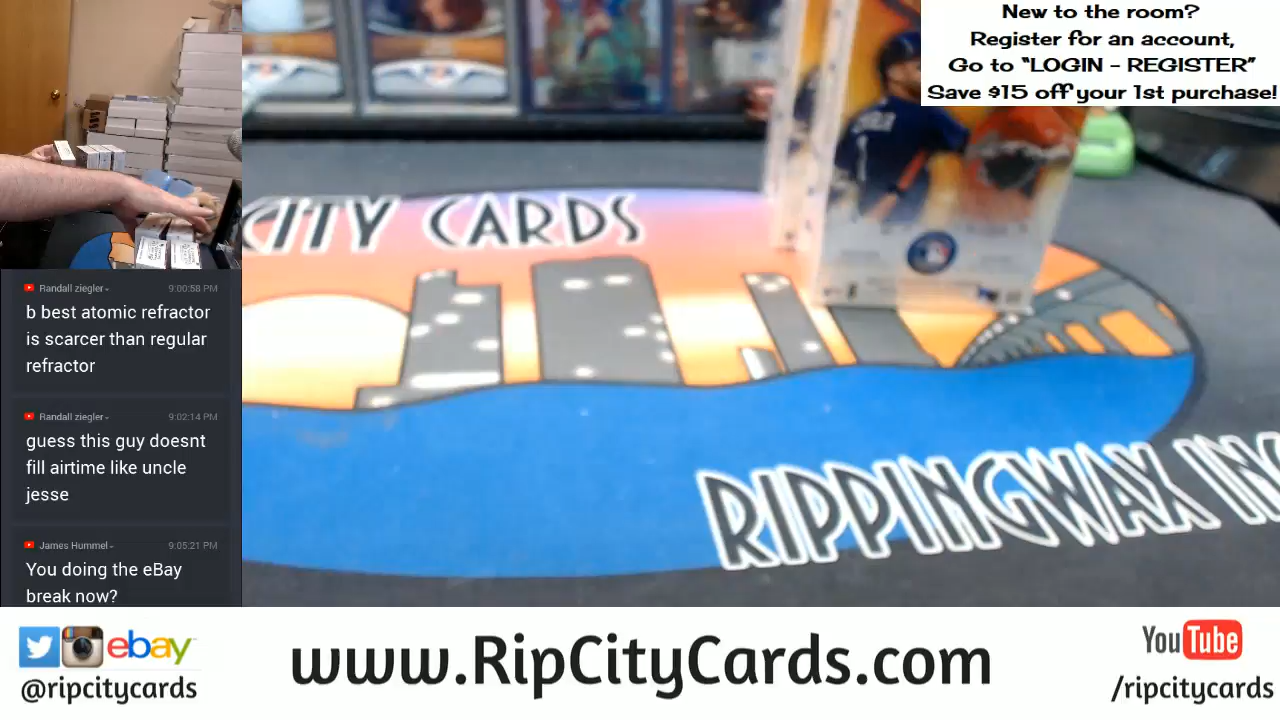 New to the room?
Register for an account,
Go to "LOGIN - REGISTER"
Save $15 off your 1st purchase!
CITY CARDS
RIPPINGWAX IN
Randall ziegler
9:00:58 PM
b best atomic refractor
is scarcer than regular
refractor
Randall ziegler
9:02:14 PM
guess this guy doesnt
fill airtime like uncle
jesse
James Hummel
9:05:21 PM
You doing the eBay
break now?
ebay
@ripcitycards
www.RipCityCards.com
YouTube
/ripcitycards